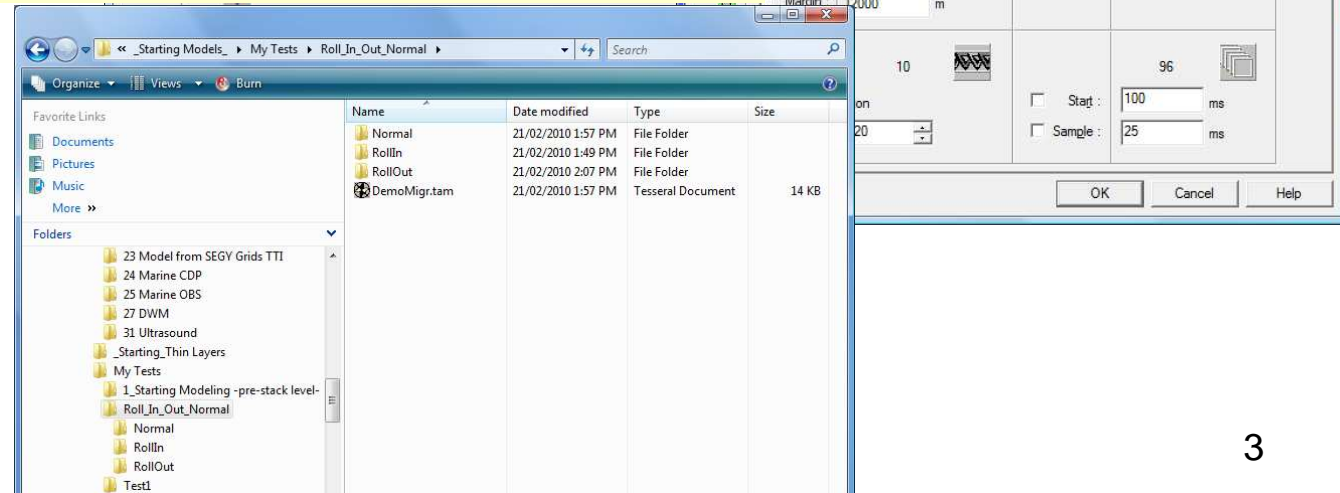 Margin : 12000 m
« _Starting Models_ ▸ My Tests ▸ Roll_In_Out_Normal ▸
Search
Organize Views Burn
Favorite Links
Documents
Pictures
Music
More »
Folders
23 Model from SEGY Grids TTI
24 Marine CDP
25 Marine OBS
27 DWM
31 Ultrasound
_Starting_Thin Layers
My Tests
1_Starting Modeling -pre-stack level-
Roll_In_Out_Normal
Normal
RollIn
RollOut
Test1
Name Date modified Type Size
Normal 21/02/2010 1:57 PM File Folder
RollIn 21/02/2010 1:49 PM File Folder
RollOut 21/02/2010 2:07 PM File Folder
DemoMigr.tam 21/02/2010 1:57 PM Tesseral Document 14 KB
10 96
on
Start : 100 ms
20 Sample : 25 ms
OK Cancel Help
3